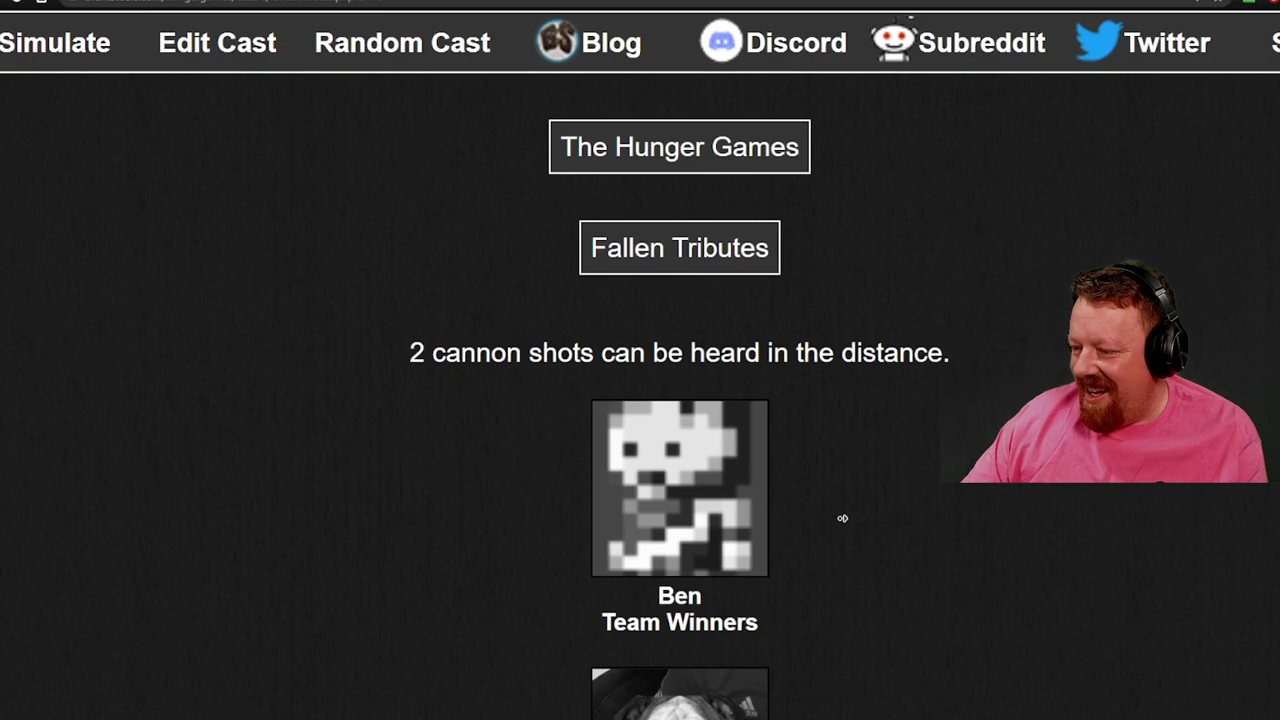 Simulate Edit Cast Random Cast Blog Discord Subreddit Twitter
The Hunger Games
Fallen Tributes
2 cannon shots can be heard in the distance.
Ben
Team Winners